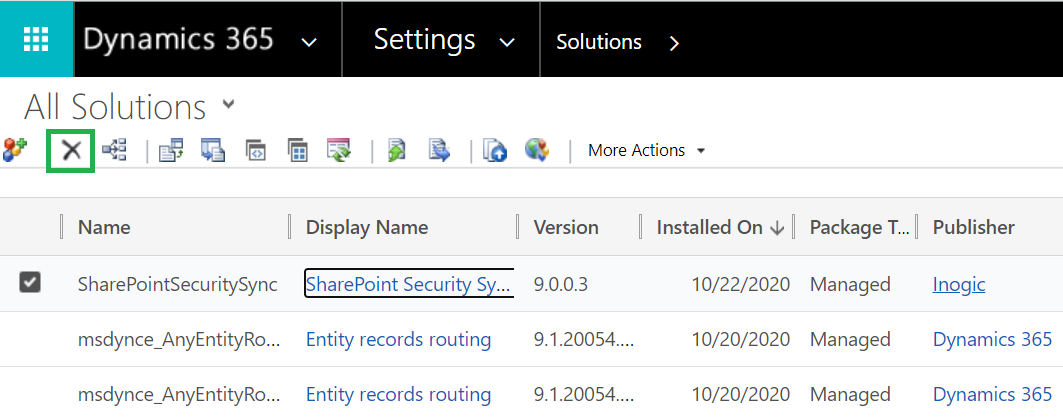 Dynamics 365 Settings Solutions
All Solutions
More Actions
Name Display Name Version Installed On Package T... Publisher
SharePointSecuritySync SharePoint Security Sy... 9.0.0.3 10/22/2020 Managed Inogic
msdynce_AnyEntityRo... Entity records routing 9.1.20054.... 10/20/2020 Managed Dynamics 365
msdynce_AnyEntityRo... Entity records routing 9.1.20054.... 10/20/2020 Managed Dynamics 365